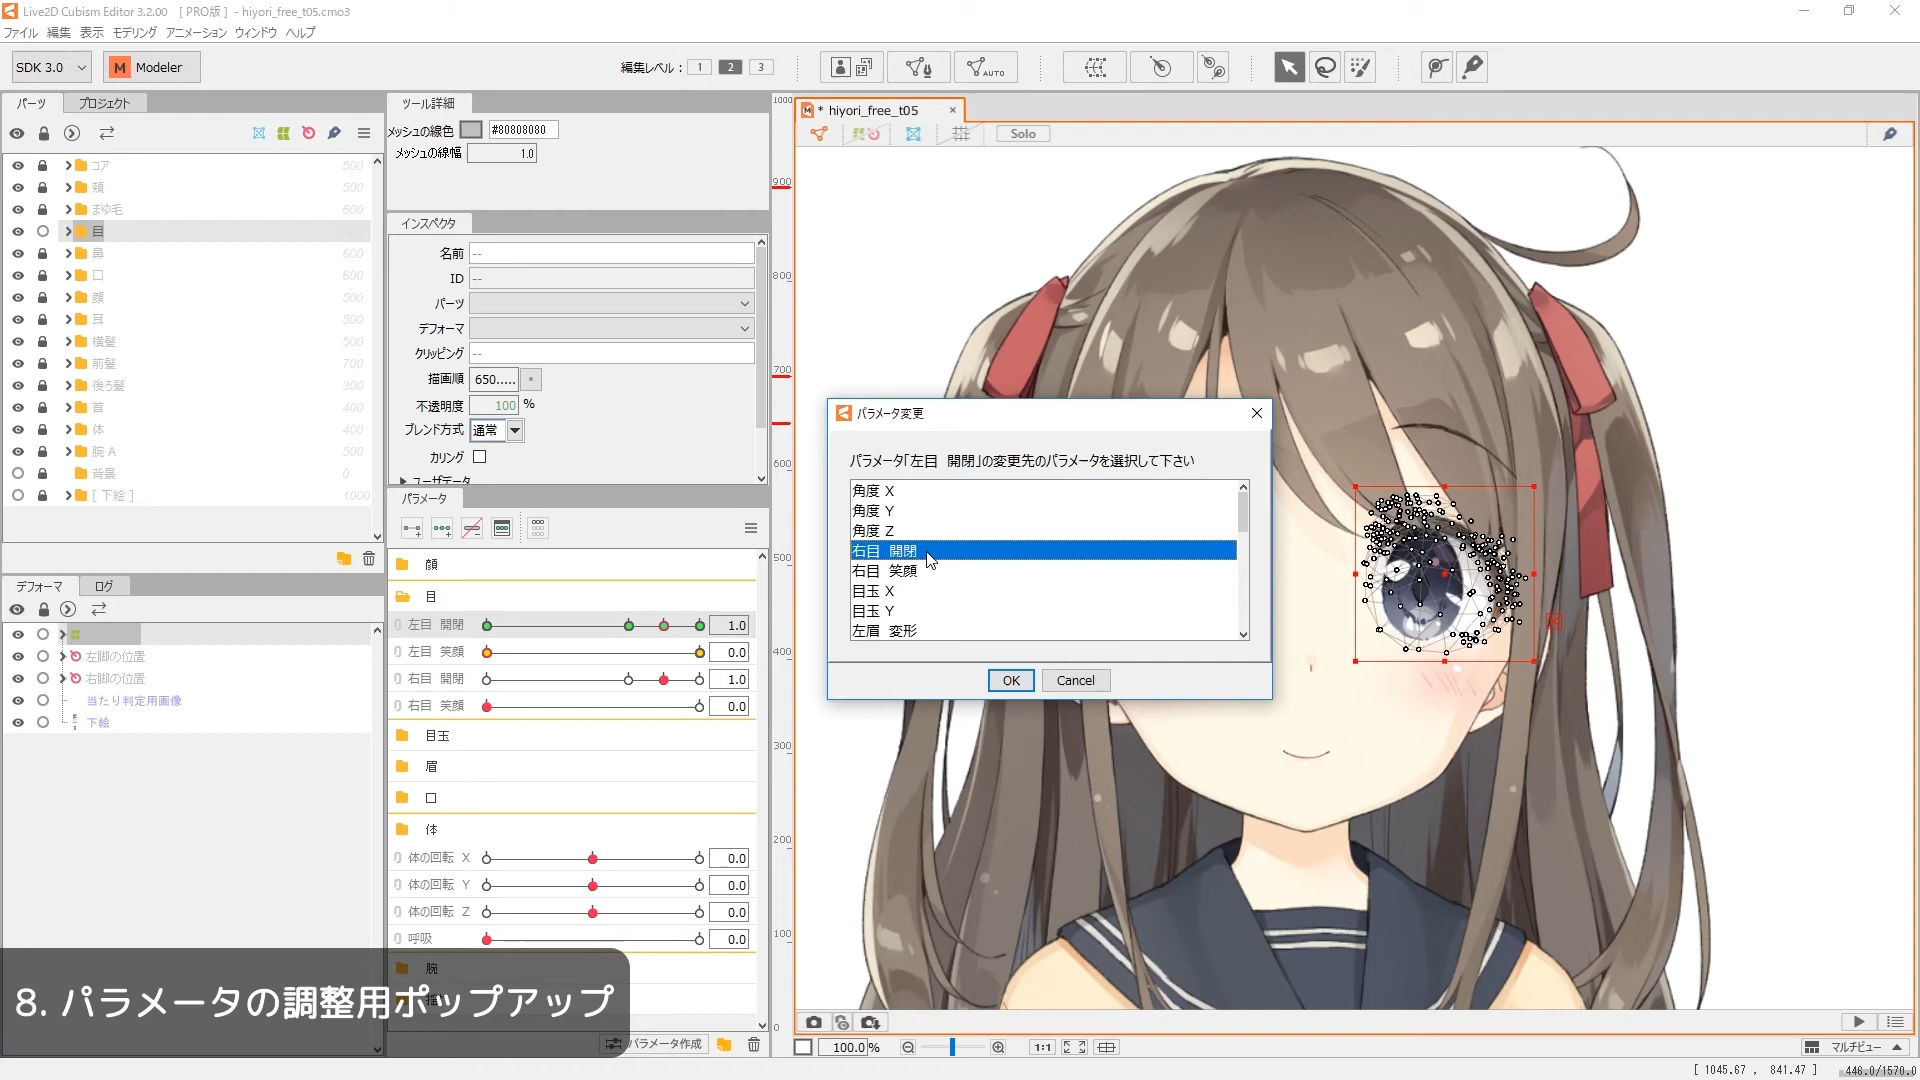 Live2D Cubism Editor 3.2.00 [ PRO版 ] - hiyori_free_t05.cmo3
ファイル 編集 表示 モデリング アニメーション ウィンドウ ヘルプ
SDK 3.0
M Modeler
編集レベル : 1 2 3
AUTO
パーツ
プロジェクト
コア 500
頬 500
まゆ毛 600
目
鼻 600
口 600
顔 500
耳 500
横髪 500
前髪 700
後ろ髪 300
首 400
体 400
腕 A 500
背景 0
[ 下絵 ] 1000
デフォーマ
ログ
左脚の位置
右脚の位置
当たり判定用画像
下絵
ツール詳細
メッシュの線色 #80808080
メッシュの線幅 1.0
インスペクタ
名前 --
ID --
パーツ
デフォーマ
クリッピング --
描画順 650.....
不透明度 100 %
ブレンド方式 通常
カリング
ユーザデータ
パラメータ
顔
目
左目 開閉 1.0
左目 笑顔 0.0
右目 開閉 1.0
右目 笑顔 0.0
目玉
眉
口
体
体の回転 X 0.0
体の回転 Y 0.0
体の回転 Z 0.0
呼吸 0.0
腕
パラメータ作成
1000
900
800
700
600
500
400
300
200
100
0
* hiyori_free_t05 ×
Solo
パラメータ変更
パラメータ「左目 開閉」の変更先のパラメータを選択して下さい
角度 X
角度 Y
角度 Z
右目 開閉
右目 笑顔
目玉 X
目玉 Y
左眉 変形
OK
Cancel
8. パラメータの調整用ポップアップ
100.0 %
1:1
マルチビュー
[ 1045.67 , 841.47 ]
446.0/1570.0